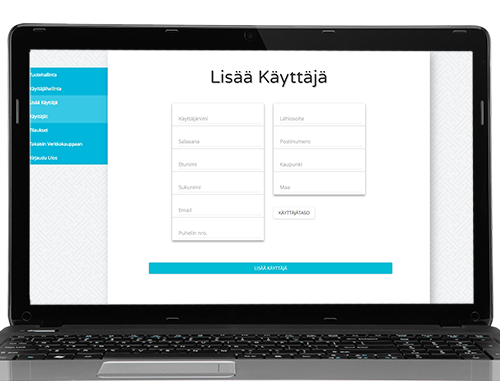 Lisää Käyttäjä
Tuotehallinta
Käyttäjähallinta
Lisää Käyttäjä
Käyttäjät
Tilaukset
Takaisin Verkkokauppaan
Kirjaudu Ulos
Käyttäjänimi
Salasana
Etunimi
Sukunimi
Email
Puhelin nro.
Lähiosoite
Postinumero
Kaupunki
Maa
KÄYTTÄJÄTASO
LISÄÄ KÄYTTÄJÄ